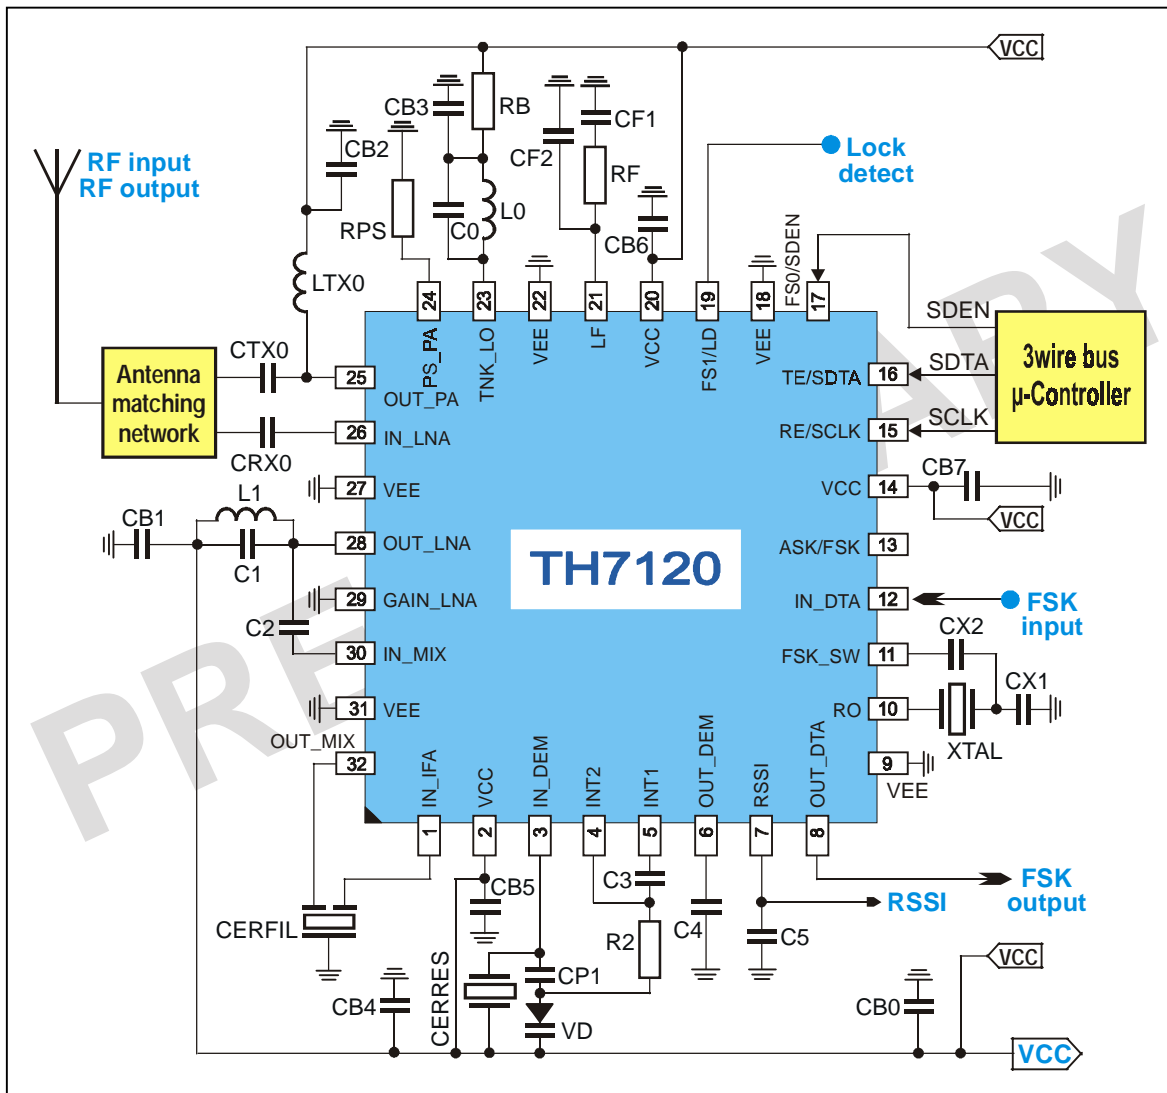 VCC
CB3
RB
CF1
CB2
CF2
RF
Lock
detect
RF input
RF output
RPS
C0
L0
CB6
LTX0
24
23
22
21
20
19
18
17
FS0/SDEN
PS_PA
TNK_LO
VEE
LF
VCC
FS1/LD
VEE
SDEN
SDTA
SCLK
3wire bus
µ-Controller
CTX0
Antenna
matching
network
CRX0
25
OUT_PA
26
IN_LNA
27
VEE
L1
CB1
C1
28
OUT_LNA
29
GAIN_LNA
C2
30
IN_MIX
31
VEE
OUT_MIX
32
TE/SDTA
16
RE/SCLK
15
VCC
14
CB7
VCC
ASK/FSK
13
IN_DTA
12
FSK
input
FSK_SW
11
CX2
RO
10
CX1
XTAL
9
VEE
TH7120
PRE
ARY
IN_IFA
VCC
IN_DEM
INT2
INT1
OUT_DEM
RSSI
OUT_DTA
1
2
3
4
5
6
7
8
CERFIL
CB5
C3
C4
R2
C5
RSSI
FSK
output
CERRES
CP1
VD
CB4
CB0
VCC
VCC